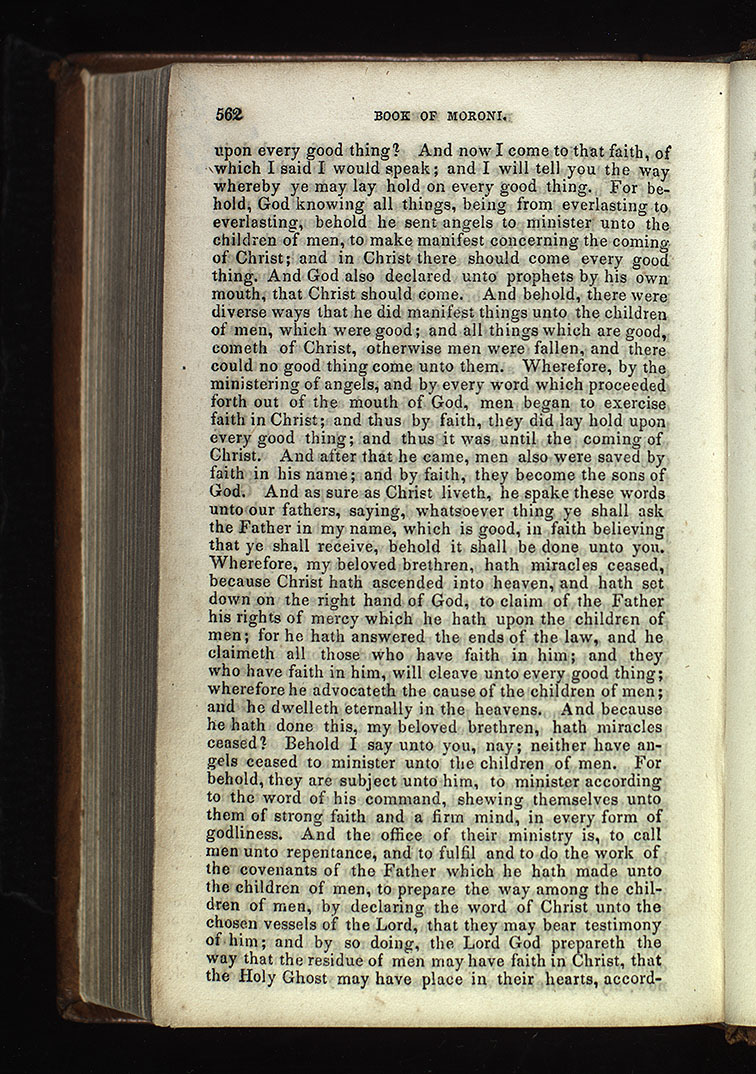 562 BOOK OF MORONI.
upon every good thing? And now I come to that faith, of
which I said I would speak; and I will tell you the way
whereby ye may lay hold on every good thing. For be-
hold, God knowing all things, being from everlasting to
everlasting, behold he sent angels to minister unto the
children of men, to make manifest concerning the coming
of Christ; and in Christ there should come every good
thing. And God also declared unto prophets by his own
mouth, that Christ should come. And behold, there were
diverse ways that he did manifest things unto the children
of men, which were good; and all things which are good,
cometh of Christ, otherwise men were fallen, and there
could no good thing come unto them. Wherefore, by the
ministering of angels, and by every word which proceeded
forth out of the mouth of God, men began to exercise
faith in Christ; and thus by faith, they did lay hold upon
every good thing; and thus it was until the coming of
Christ. And after that he came, men also were saved by
faith in his name; and by faith, they become the sons of
God. And as sure as Christ liveth, he spake these words
unto our fathers, saying, whatsoever thing ye shall ask
the Father in my name, which is good, in faith believing
that ye shall receive, behold it shall be done unto you.
Wherefore, my beloved brethren, hath miracles ceased,
because Christ hath ascended into heaven, and hath set
down on the right hand of God, to claim of the Father
his rights of mercy which he hath upon the children of
men; for he hath answered the ends of the law, and he
claimeth all those who have faith in him; and they
who have faith in him, will cleave unto every good thing;
wherefore he advocateth the cause of the children of men;
and he dwelleth eternally in the heavens. And because
he hath done this, my beloved brethren, hath miracles
ceased? Behold I say unto you, nay; neither have an-
gels ceased to minister unto the children of men. For
behold, they are subject unto him, to minister according
to the word of his command, shewing themselves unto
them of strong faith and a firm mind, in every form of
godliness. And the office of their ministry is, to call
men unto repentance, and to fulfil and to do the work of
the covenants of the Father which he hath made unto
the children of men, to prepare the way among the chil-
dren of men, by declaring the word of Christ unto the
chosen vessels of the Lord, that they may bear testimony
of him; and by so doing, the Lord God prepareth the
way that the residue of men may have faith in Christ, that
the Holy Ghost may have place in their hearts, accord-